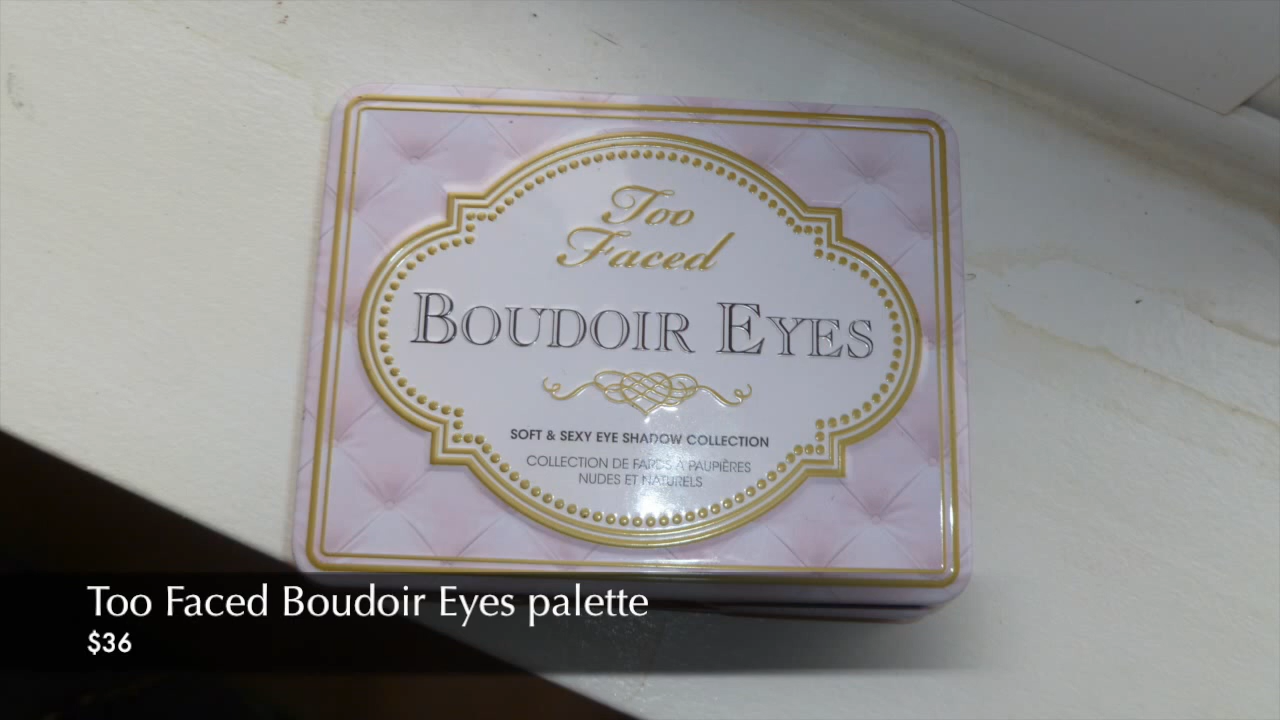 Too
Faced
BOUDOIR EYES
SOFT & SEXY EYE SHADOW COLLECTION
COLLECTION DE FARDS À PAUPIÈRES
NUDES ET NATURELS
Too Faced Boudoir Eyes palette
$36